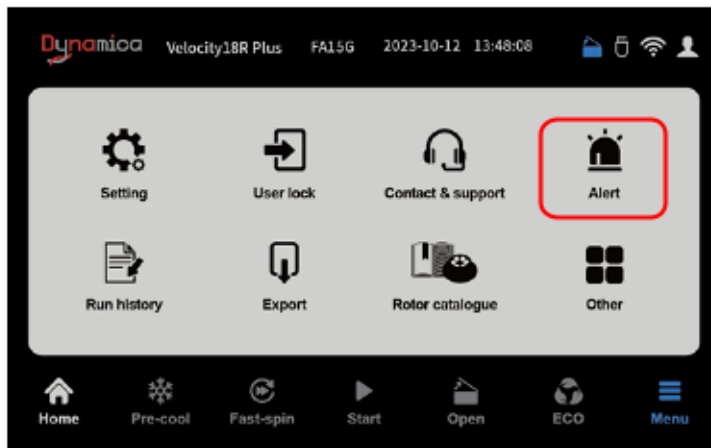 Dynamica Velocity18R Plus FA15G 2023-10-12 13:48:08
Setting User lock Contact & support Alert
Run history Export Rotor catalogue Other
Home Pre-cool Fast-spin Start Open ECO Menu